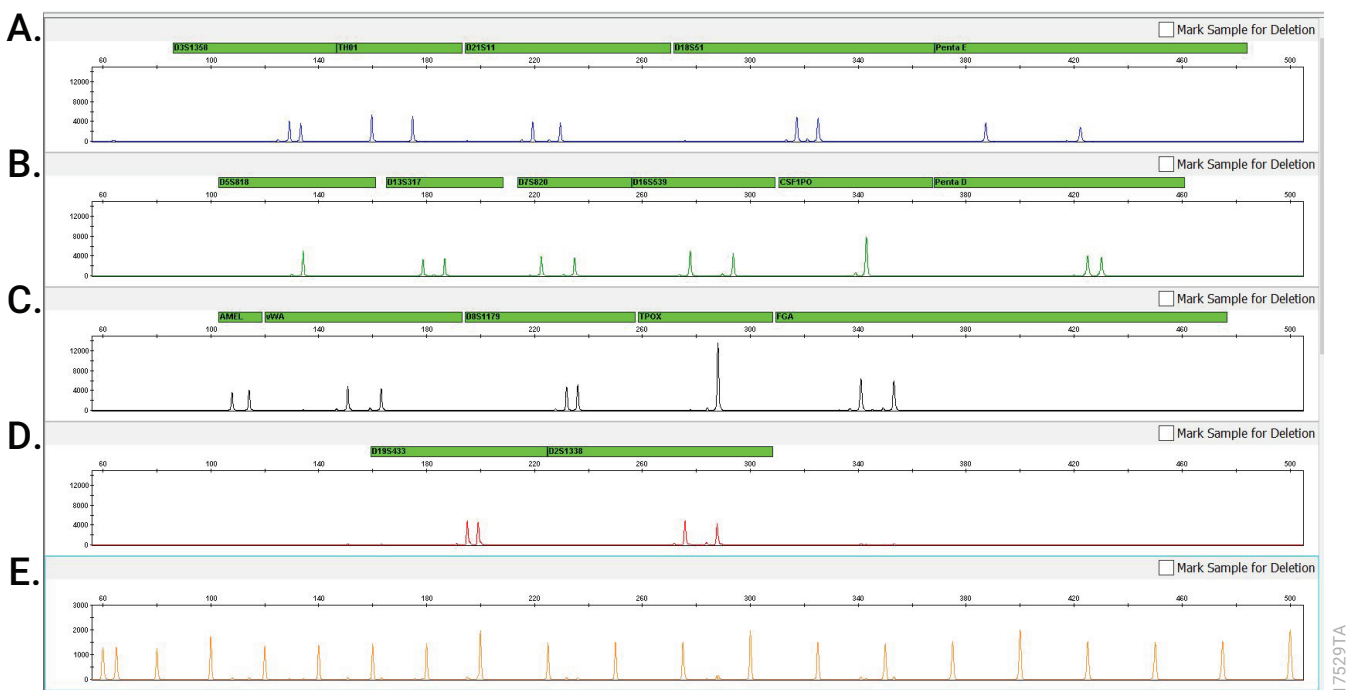 A.
Mark Sample for Deletion
D3S1358 TH01 D21S11 D18S51 Penta E
60 100 140 180 220 260 300 340 380 420 460 500
12000
8000
4000
0
B.
Mark Sample for Deletion
D5S818 D13S317 D7S820 D16S539 CSF1PO Penta D
60 100 140 180 220 260 300 340 380 420 460 500
12000
8000
4000
0
C.
Mark Sample for Deletion
AMEL vWA D8S1179 TPOX FGA
60 100 140 180 220 260 300 340 380 420 460 500
12000
8000
4000
0
D.
Mark Sample for Deletion
D19S433 D2S1338
60 100 140 180 220 260 300 340 380 420 460 500
12000
8000
4000
0
E.
Mark Sample for Deletion
60 100 140 180 220 260 300 340 380 420 460 500
3000
2000
1000
0
17529TA